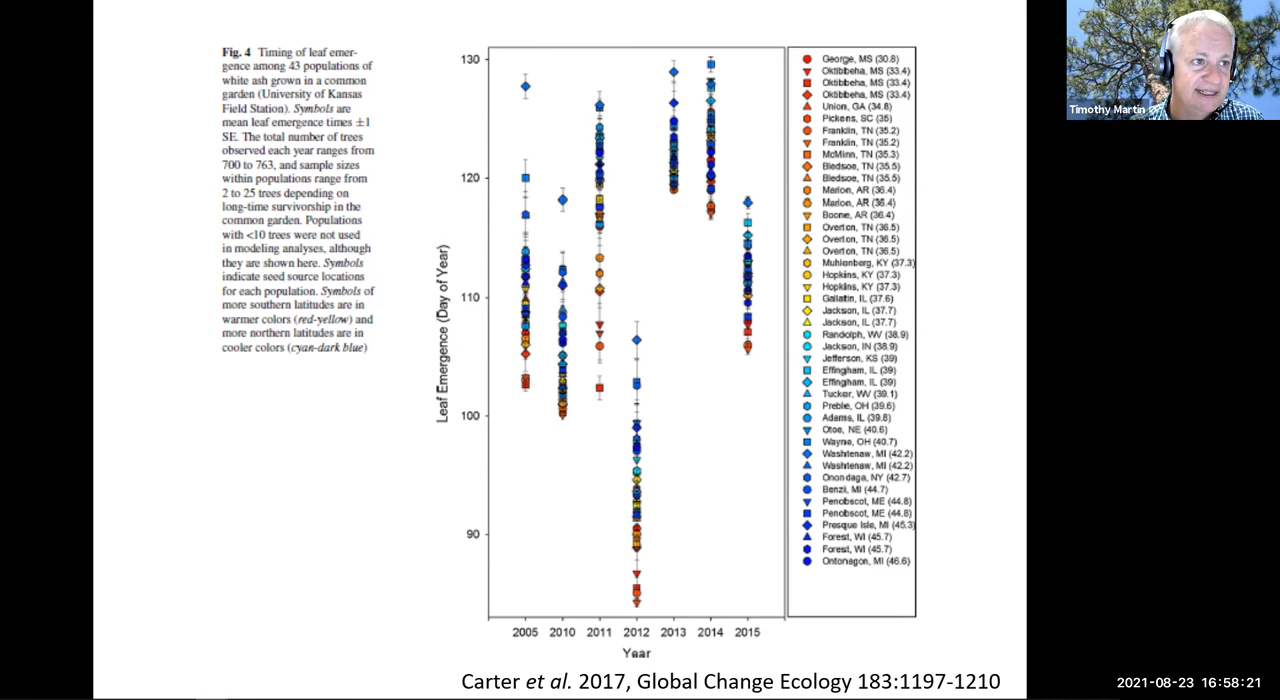 Fig. 4 Timing of leaf emer-
gence among 43 populations of
white ash grown in a common
garden (University of Kansas
Field Station). Symbols are
mean leaf emergence times ±1
SE. The total number of trees
observed each year ranges from
700 to 763, and sample sizes
within populations range from
2 to 25 trees depending on
long-time survivorship in the
common garden. Populations
with <10 trees were not used
in modeling analyses, although
they are shown here. Symbols
indicate seed source locations
for each population. Symbols of
more southern latitudes are in
warmer colors (red-yellow) and
more northern latitudes are in
cooler colors (cyan-dark blue)
130
120
110
100
90
Leaf Emergence (Day of Year)
2005 2010 2011 2012 2013 2014 2015
Year
George, MS (30.8)
Oktibbeha, MS (33.4)
Oktibbeha, MS (33.4)
Oktibbeha, MS (33.4)
Union, GA (34.8)
Pickens, SC (35)
Franklin, TN (35.2)
Franklin, TN (35.2)
McMinn, TN (35.3)
Bledsoe, TN (35.5)
Bledsoe, TN (35.5)
Marion, AR (36.4)
Marion, AR (36.4)
Boone, AR (36.4)
Overton, TN (36.5)
Overton, TN (36.5)
Overton, TN (36.5)
Muhlenberg, KY (37.3)
Hopkins, KY (37.3)
Hopkins, KY (37.3)
Gallatin, IL (37.6)
Jackson, IL (37.7)
Jackson, IL (37.7)
Randolph, WV (38.9)
Jackson, IN (38.9)
Jefferson, KS (39)
Effingham, IL (39)
Effingham, IL (39)
Tucker, WV (39.1)
Preble, OH (39.6)
Adams, IL (39.8)
Otoe, NE (40.6)
Wayne, OH (40.7)
Washtenaw, MI (42.2)
Washtenaw, MI (42.2)
Onondaga, NY (42.7)
Benzii, MI (44.7)
Penobscot, ME (44.8)
Penobscot, ME (44.8)
Presque Isle, MI (45.3)
Forest, WI (45.7)
Forest, WI (45.7)
Ontonagon, MI (46.6)
Carter et al. 2017, Global Change Ecology 183:1197-1210
Timothy Martin
2021-08-23 16:58:21